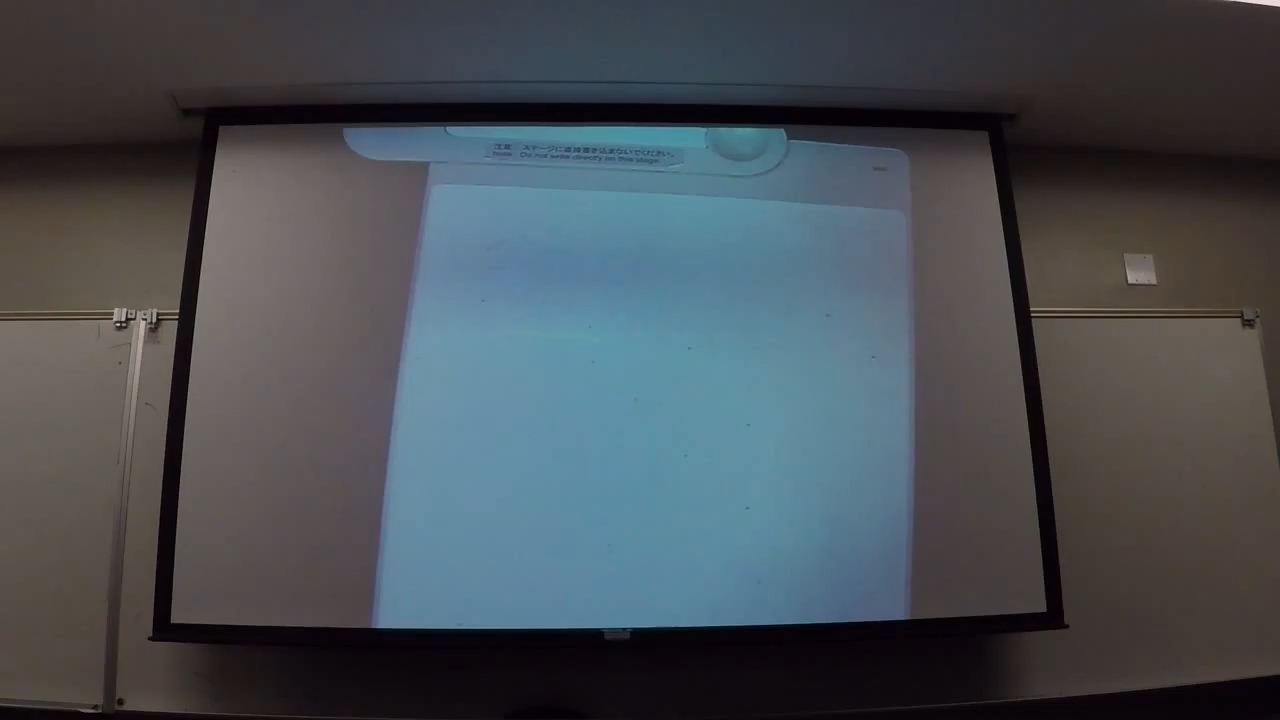 注意 ステージに直接書き込まないでください。
Note Do not write directly on this stage.